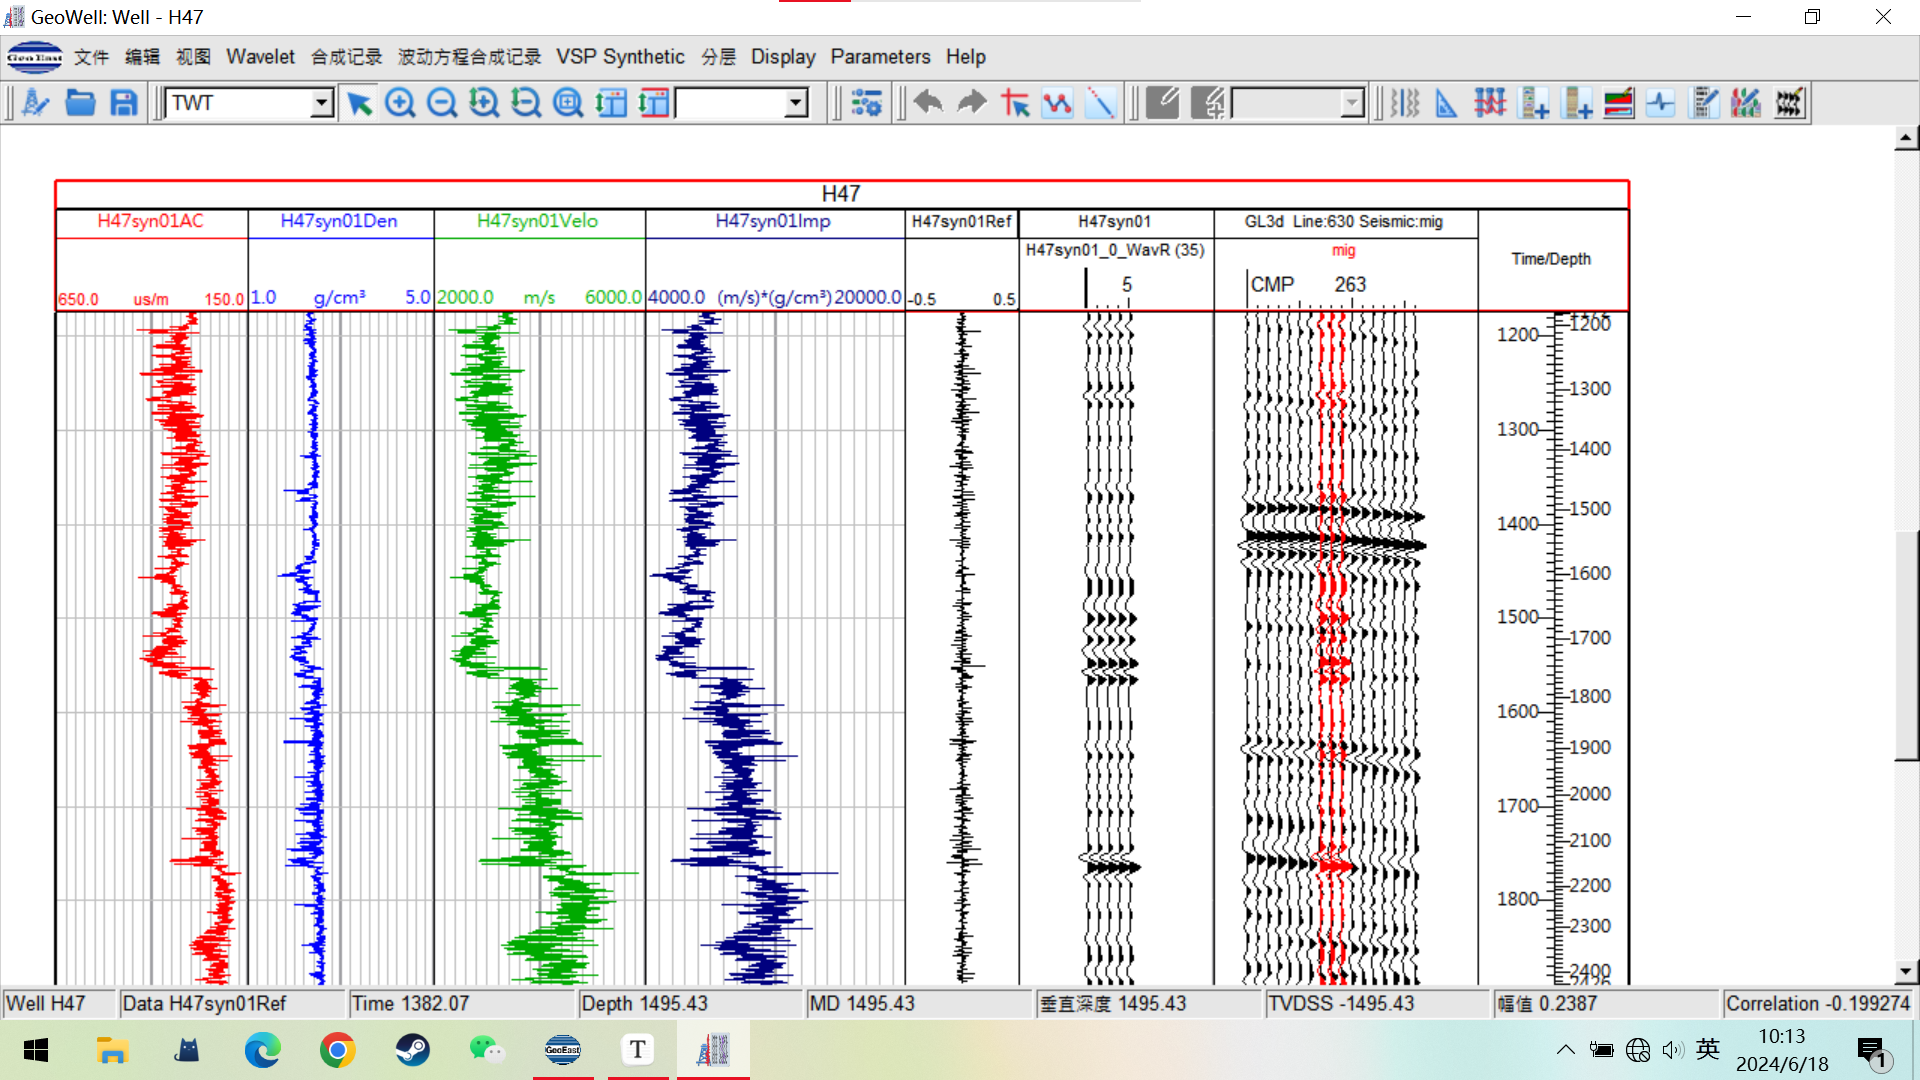 GeoWell: Well - H47
GeoEast 文件 编辑 视图 Wavelet 合成记录 波动方程合成记录 VSP Synthetic 分层 Display Parameters Help
TWT
H47
H47syn01AC H47syn01Den H47syn01Velo H47syn01Imp H47syn01Ref H47syn01 GL3d Line:630 Seismic:mig
H47syn01_0_WavR (35) mig Time/Depth
5 CMP 263
650.0 us/m 150.0 1.0 g/cm³ 5.0 2000.0 m/s 6000.0 4000.0 (m/s)*(g/cm³) 20000.0 -0.5 0.5
1200 1200
1300
1300 1400
1400 1500
1600
1500 1700
1600 1800
1900
1700 2000
2100
1800 2200
2300
2400
Well H47 Data H47syn01Ref Time 1382.07 Depth 1495.43 MD 1495.43 垂直深度 1495.43 TVDSS -1495.43 幅值 0.2387 Correlation -0.199274
GeoEast T 英 10:13 1
2024/6/18